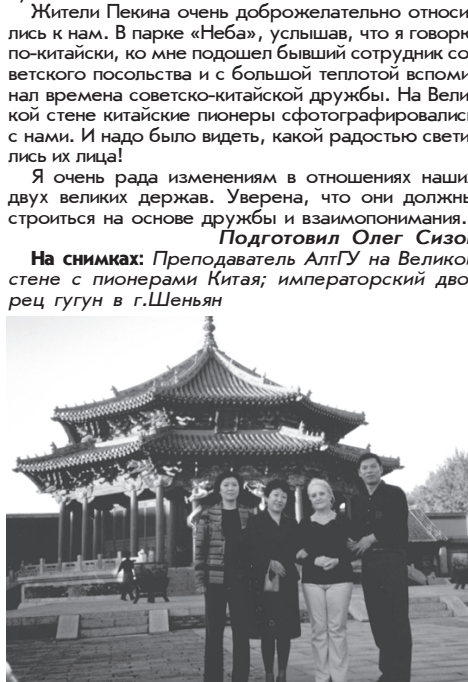 Жители Пекина очень доброжелательно относи
лись к нам. В парке «Неба», услышав, что я говорю
по-китайски, ко мне подошел бывший сотрудник со
ветского посольства и с большой теплотой вспоми
нал времена советско-китайской дружбы. На Вели
кой стене китайские пионеры сфотографировались
с нами. И надо было видеть, какой радостью свети
лись их лица!
Я очень рада изменениям в отношениях наших
двух великих держав. Уверена, что они должны
строиться на основе дружбы и взаимопонимания.
Подготовил Олег Сизов
На снимках: Преподаватель АлтГУ на Великой
стене с пионерами Китая; императорский дво
рец гугун в г.Шеньян